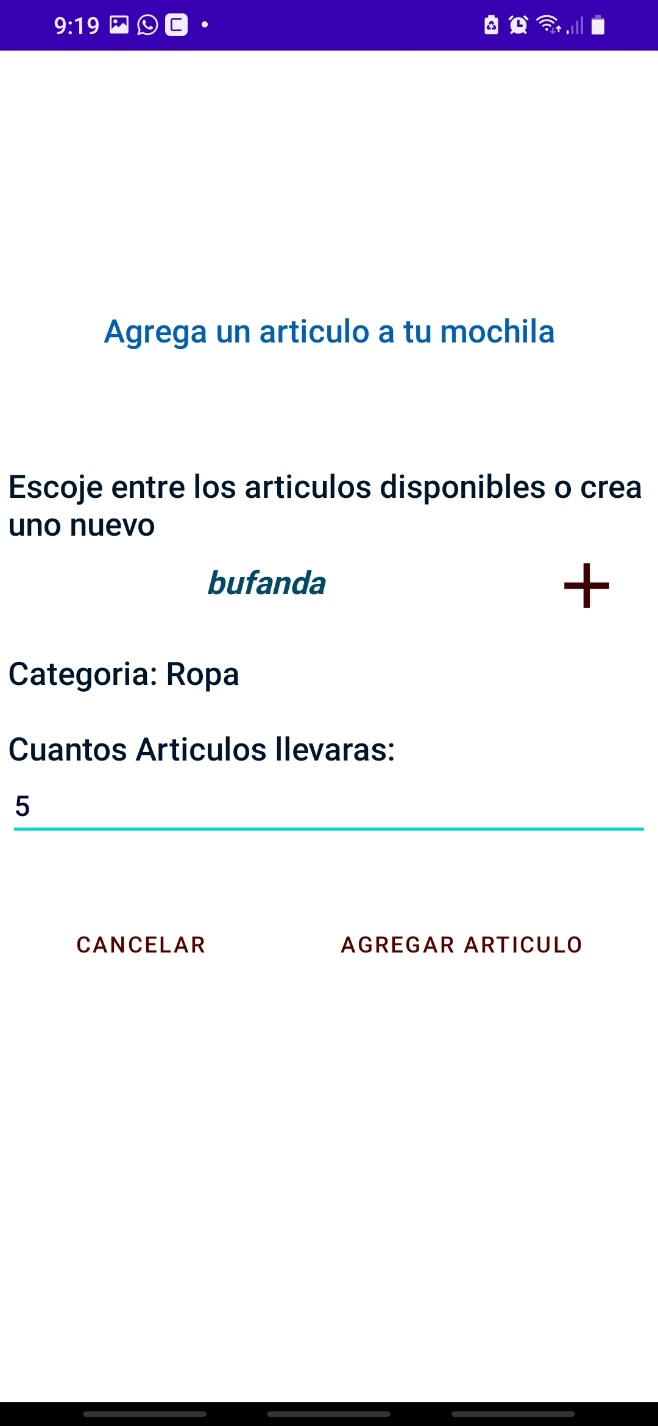 9:19
Agrega un articulo a tu mochila
Escoje entre los articulos disponibles o crea
uno nuevo
bufanda
Categoria: Ropa
Cuantos Articulos llevaras:
5
CANCELAR AGREGAR ARTICULO